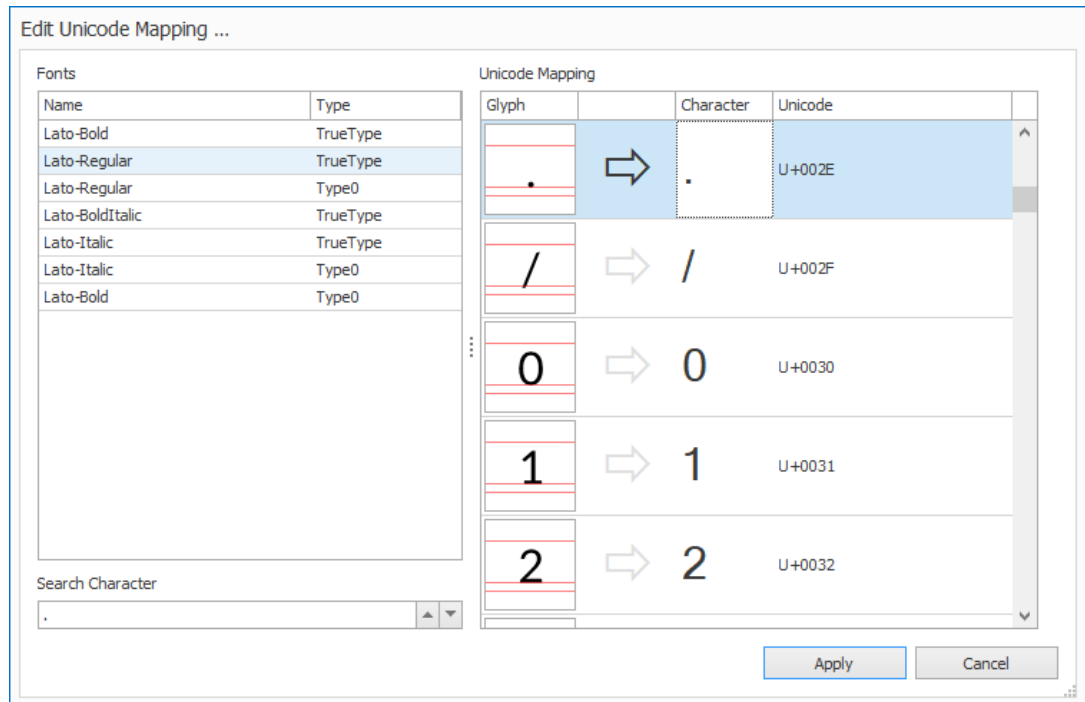 Edit Unicode Mapping ...
Fonts
Name Type
Lato-Bold TrueType
Lato-Regular TrueType
Lato-Regular Type0
Lato-BoldItalic TrueType
Lato-Italic TrueType
Lato-Italic Type0
Lato-Bold Type0
Search Character
.
Unicode Mapping
Glyph Character Unicode
. . U+002E
/ / U+002F
0 0 U+0030
1 1 U+0031
2 2 U+0032
Apply Cancel